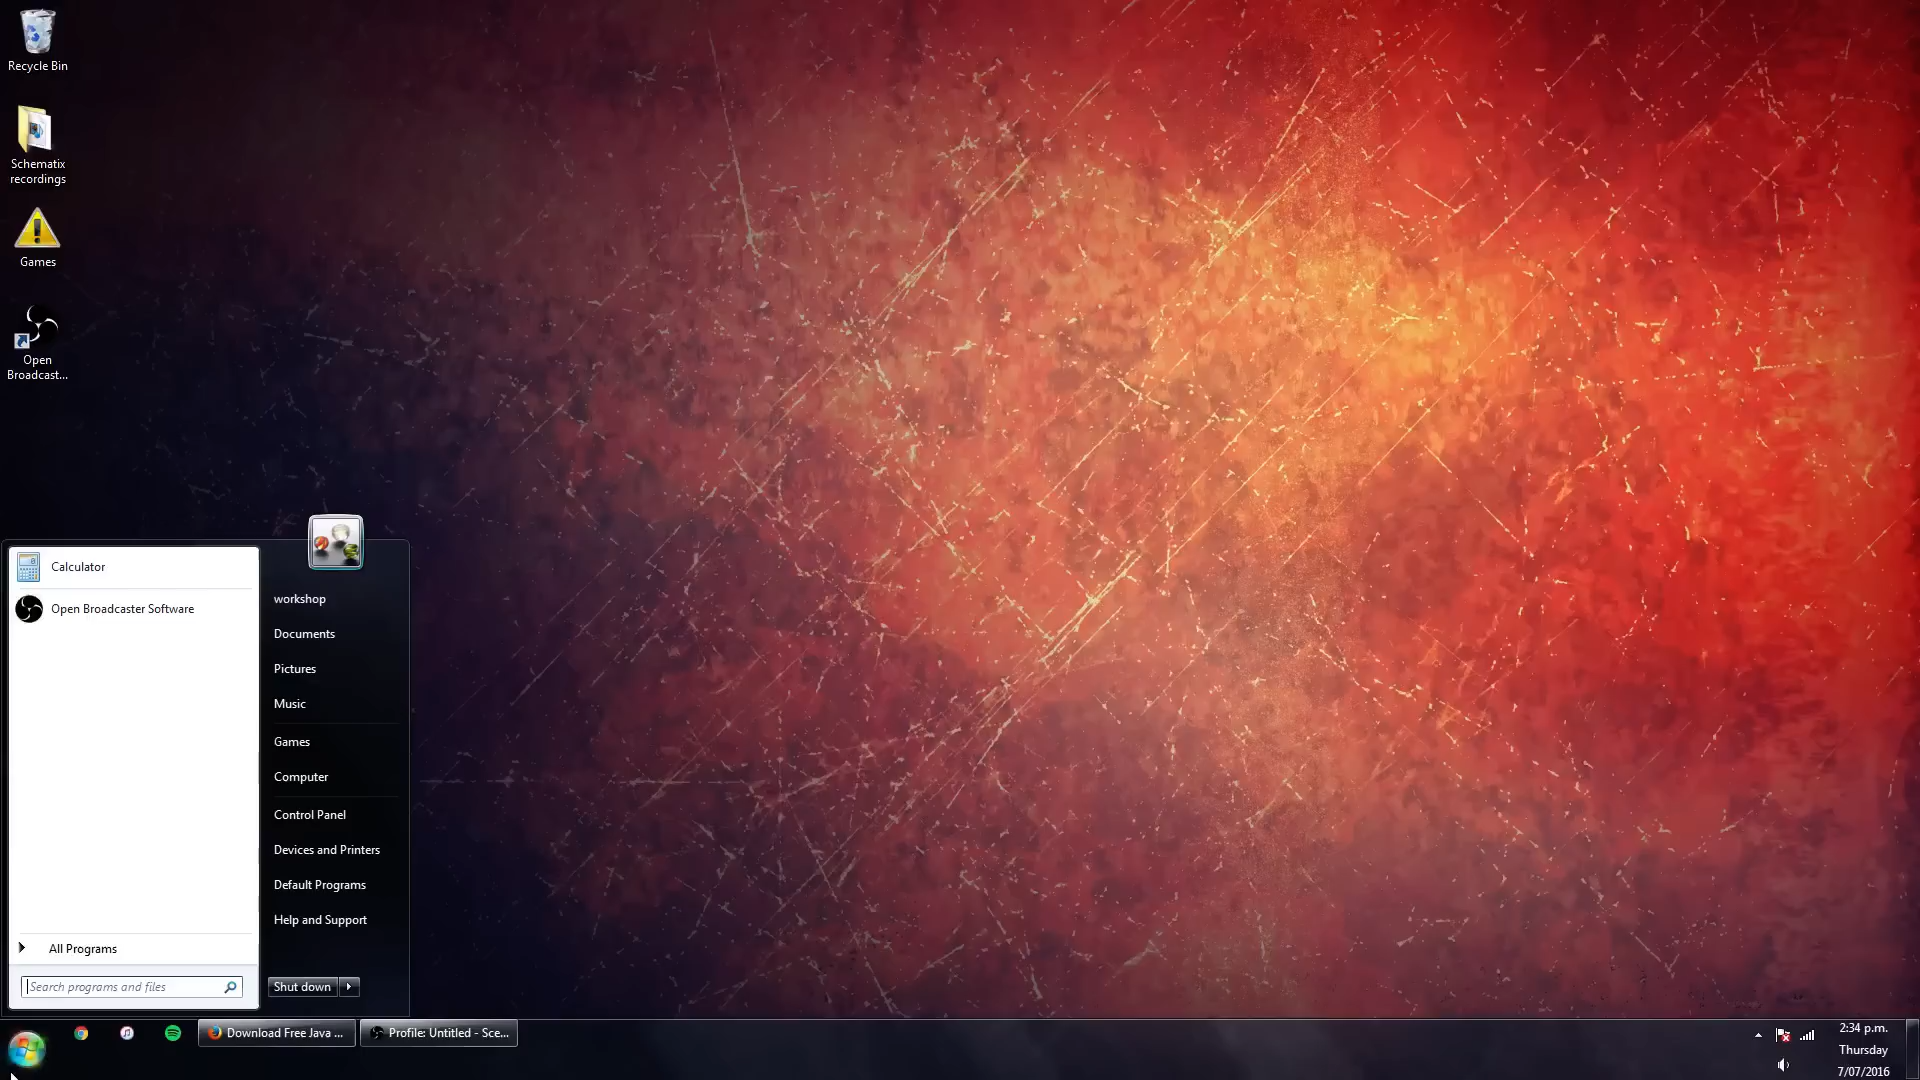 Recycle Bin
Schematix
recordings
Games
Open
Broadcast...
Calculator
Open Broadcaster Software
All Programs
Search programs and files
workshop
Documents
Pictures
Music
Games
Computer
Control Panel
Devices and Printers
Default Programs
Help and Support
Shut down
Download Free Java ...
Profile: Untitled - Sce...
2:34 p.m.
Thursday
7/07/2016